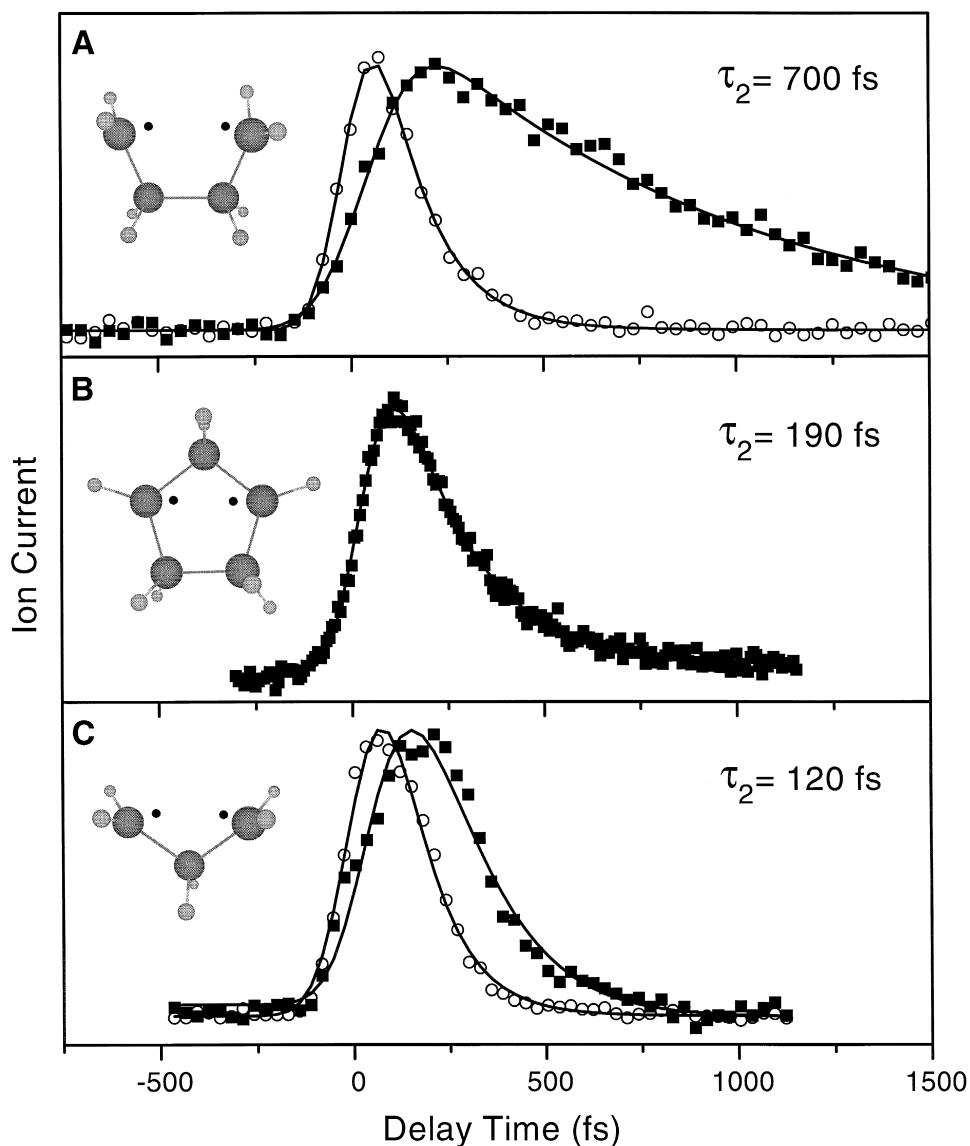 A
τ2= 700 fs
B
τ2= 190 fs
C
τ2= 120 fs
Ion Current
-500 0 500 1000 1500
Delay Time (fs)